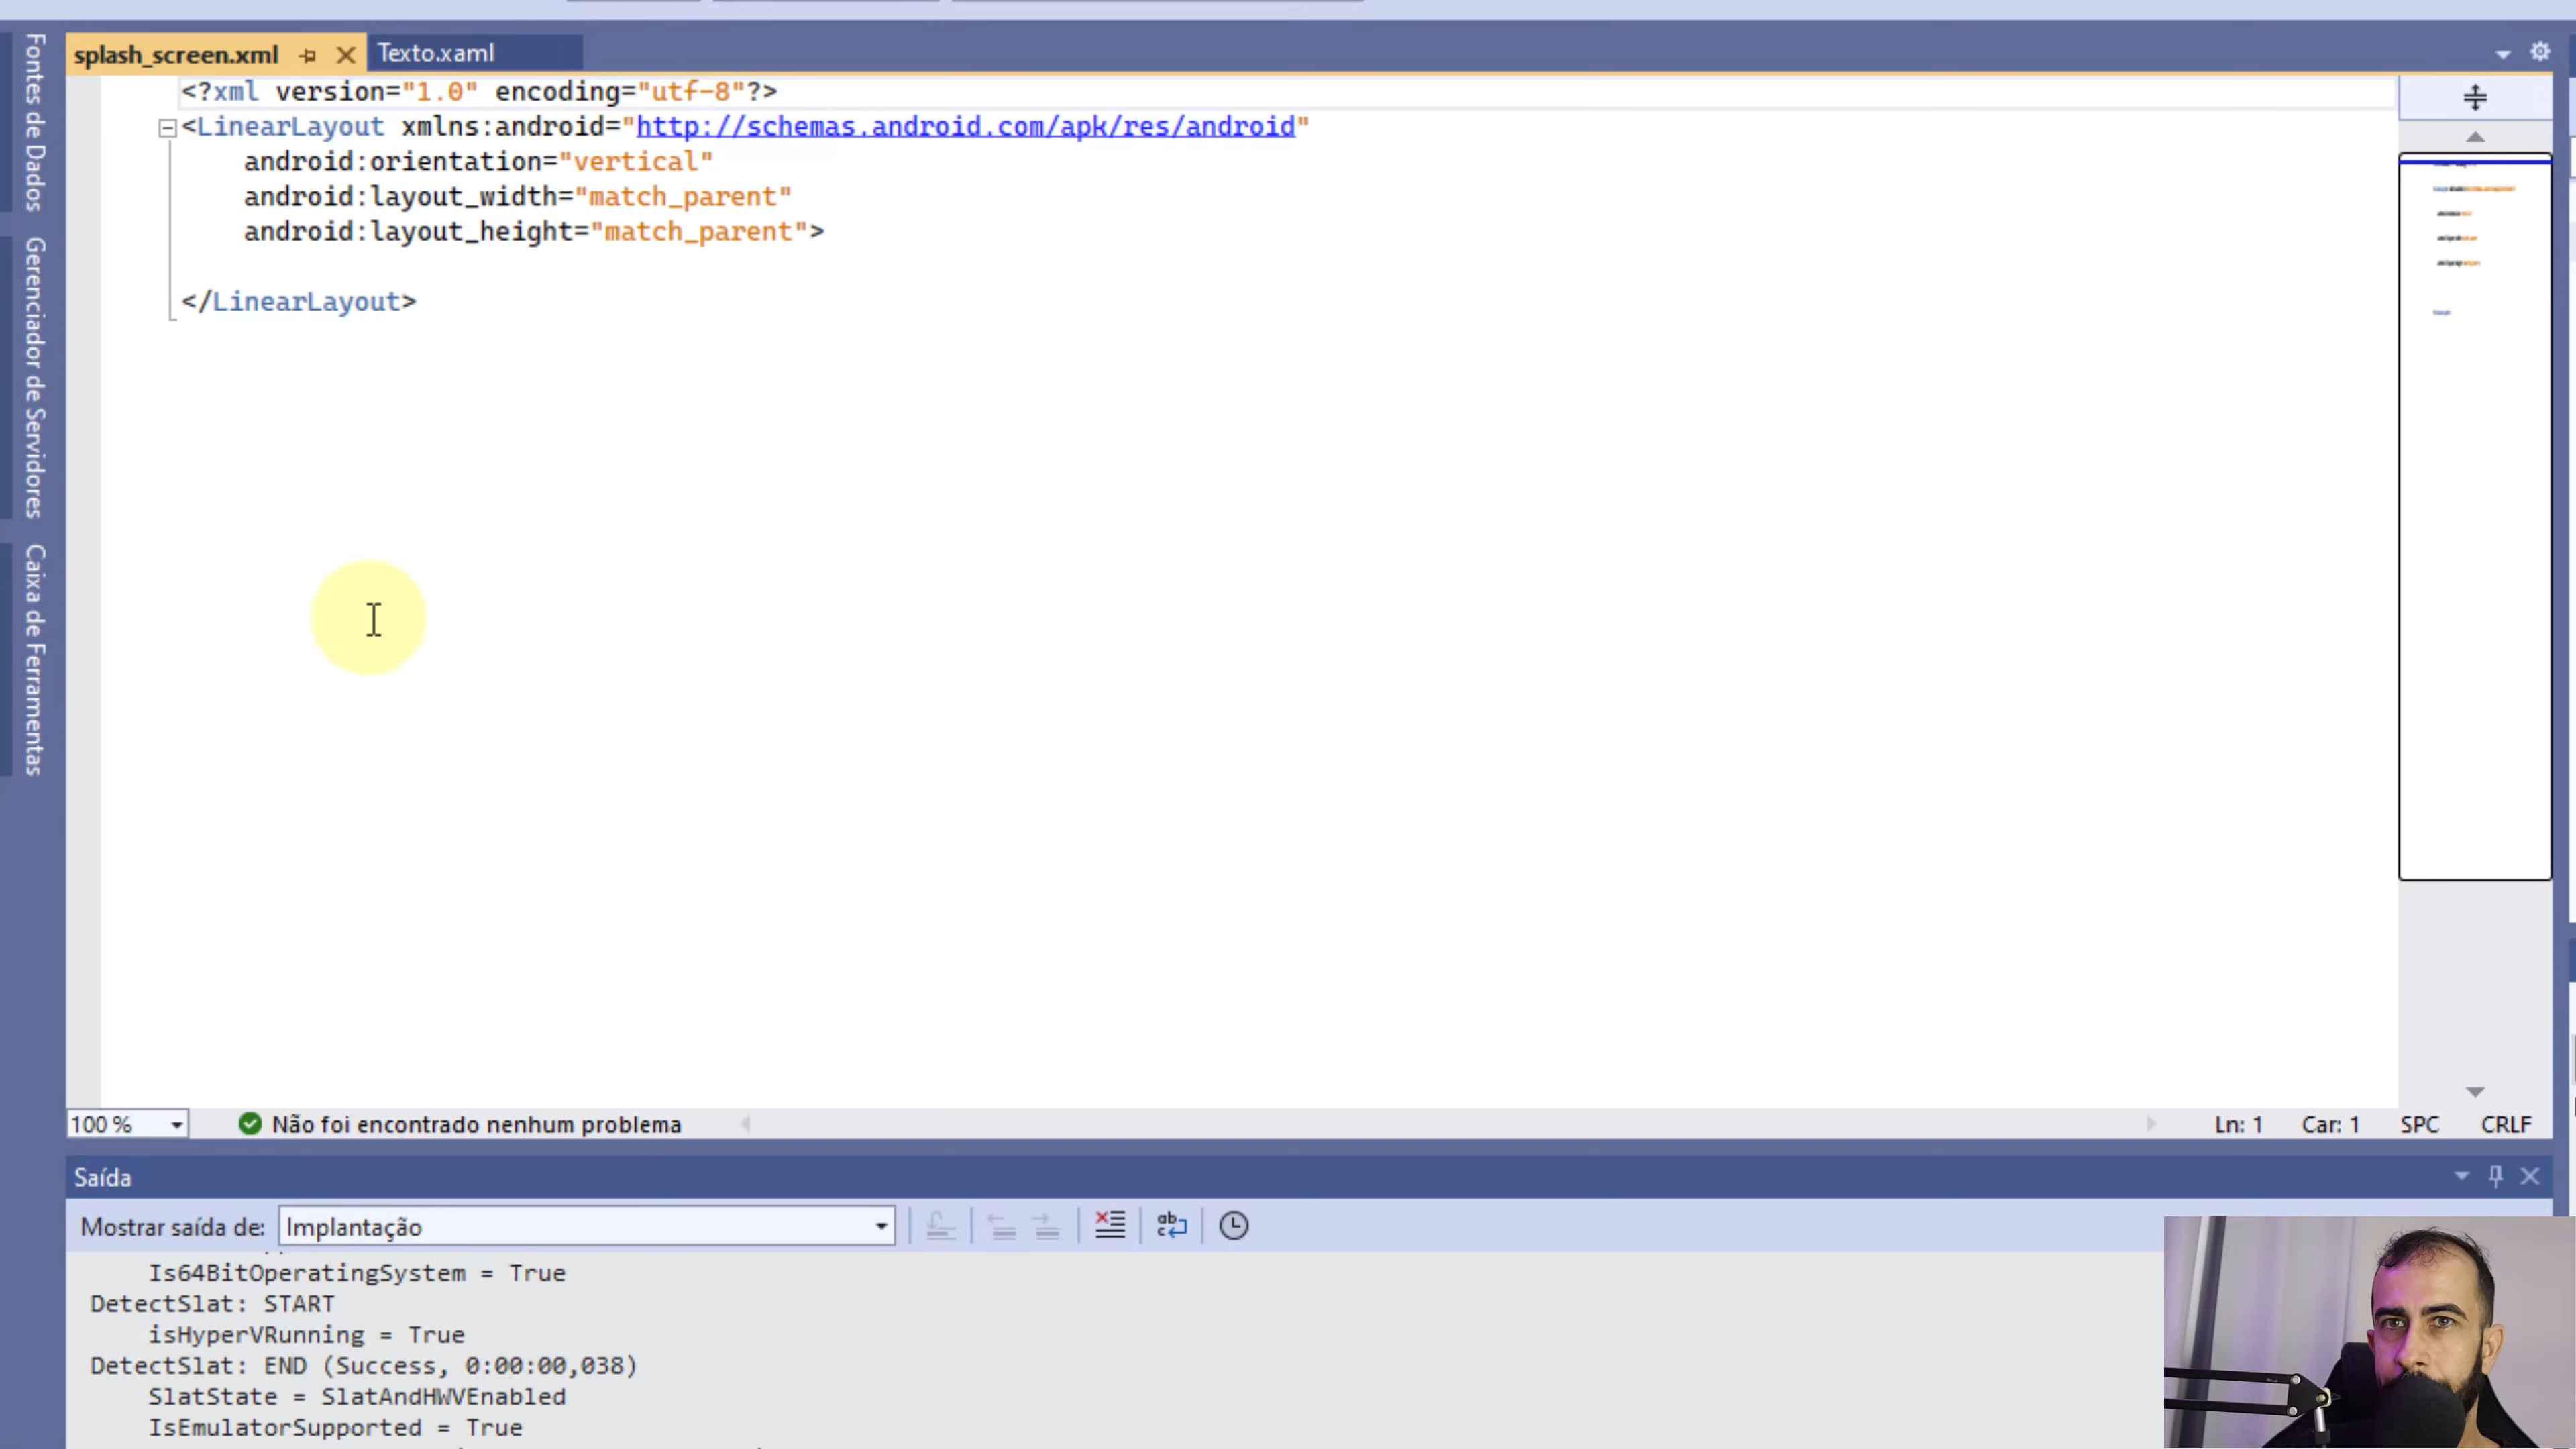 splash_screen.xml
Texto.xaml
Fontes de Dados
Gerenciador de Servidores
Caixa de Ferramentas
<?xml version="1.0" encoding="utf-8"?>
<LinearLayout xmlns:android="http://schemas.android.com/apk/res/android"
android:orientation="vertical"
android:layout_width="match_parent"
android:layout_height="match_parent">
</LinearLayout>
100 %
Não foi encontrado nenhum problema
Ln: 1
Car: 1
SPC
CRLF
Saída
Mostrar saída de:
Implantação
Is64BitOperatingSystem = True
DetectSlat: START
isHyperVRunning = True
DetectSlat: END (Success, 0:00:00,038)
SlatState = SlatAndHWVEnabled
IsEmulatorSupported = True